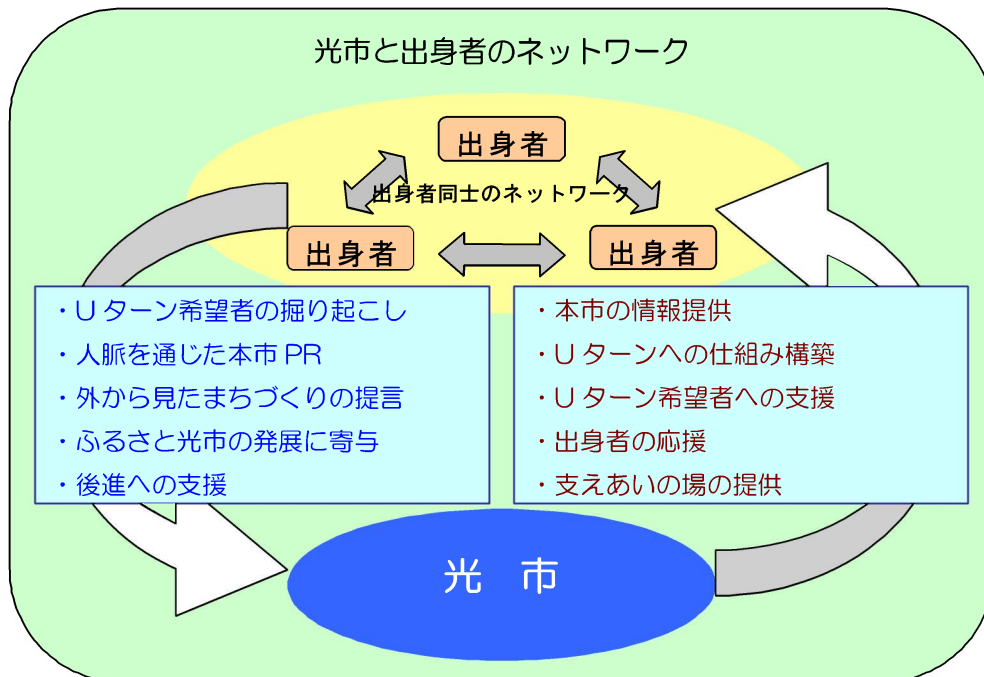 光市と出身者のネットワーク
出身者
出身者同士のネットワーク
出身者
出身者
・Uターン希望者の掘り起こし
・人脈を通じた本市 PR
・外から見たまちづくりの提言
・ふるさと光市の発展に寄与
・後進への支援
・本市の情報提供
・Uターンへの仕組み構築
・Uターン希望者への支援
・出身者の応援
・支えあいの場の提供
光　市